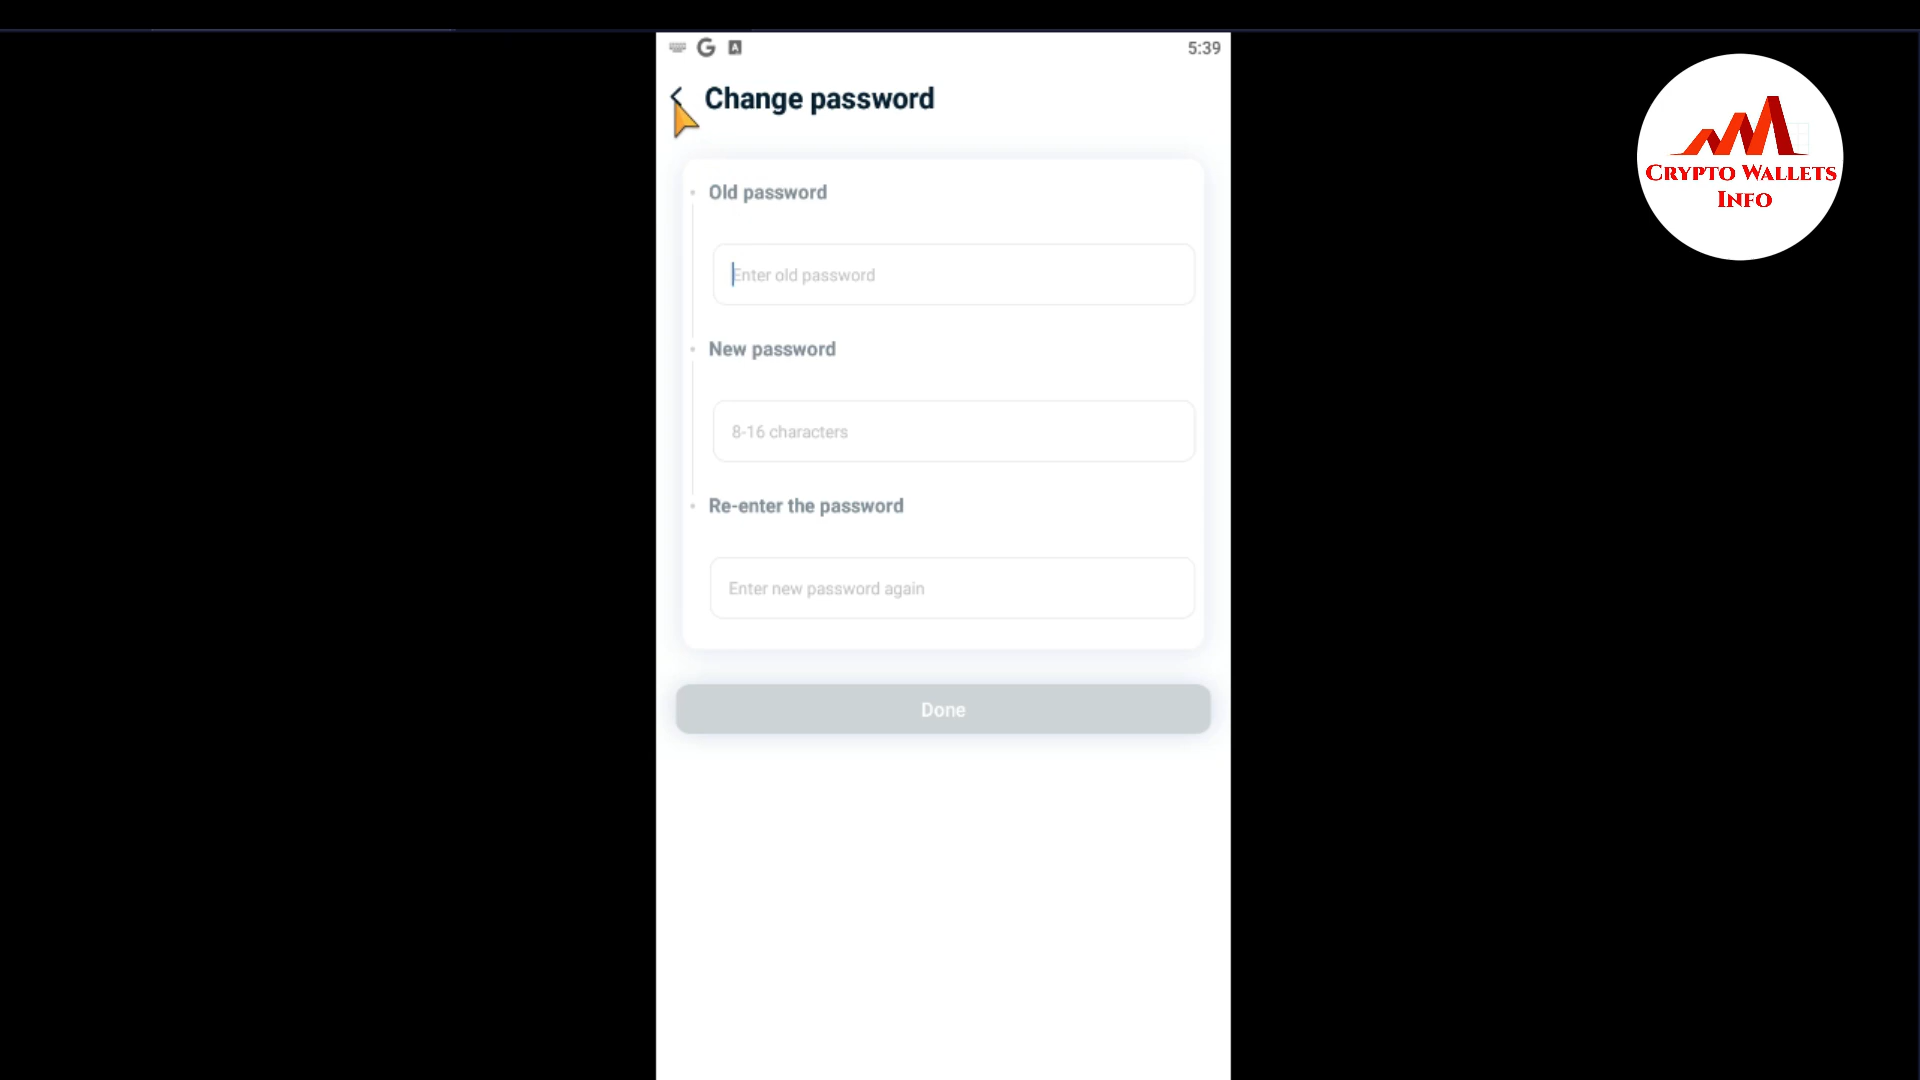 5:39
Change password
Old password
Enter old password
New password
8-16 characters
Re-enter the password
Enter new password again
Done
CRYPTO WALLETS
INFO